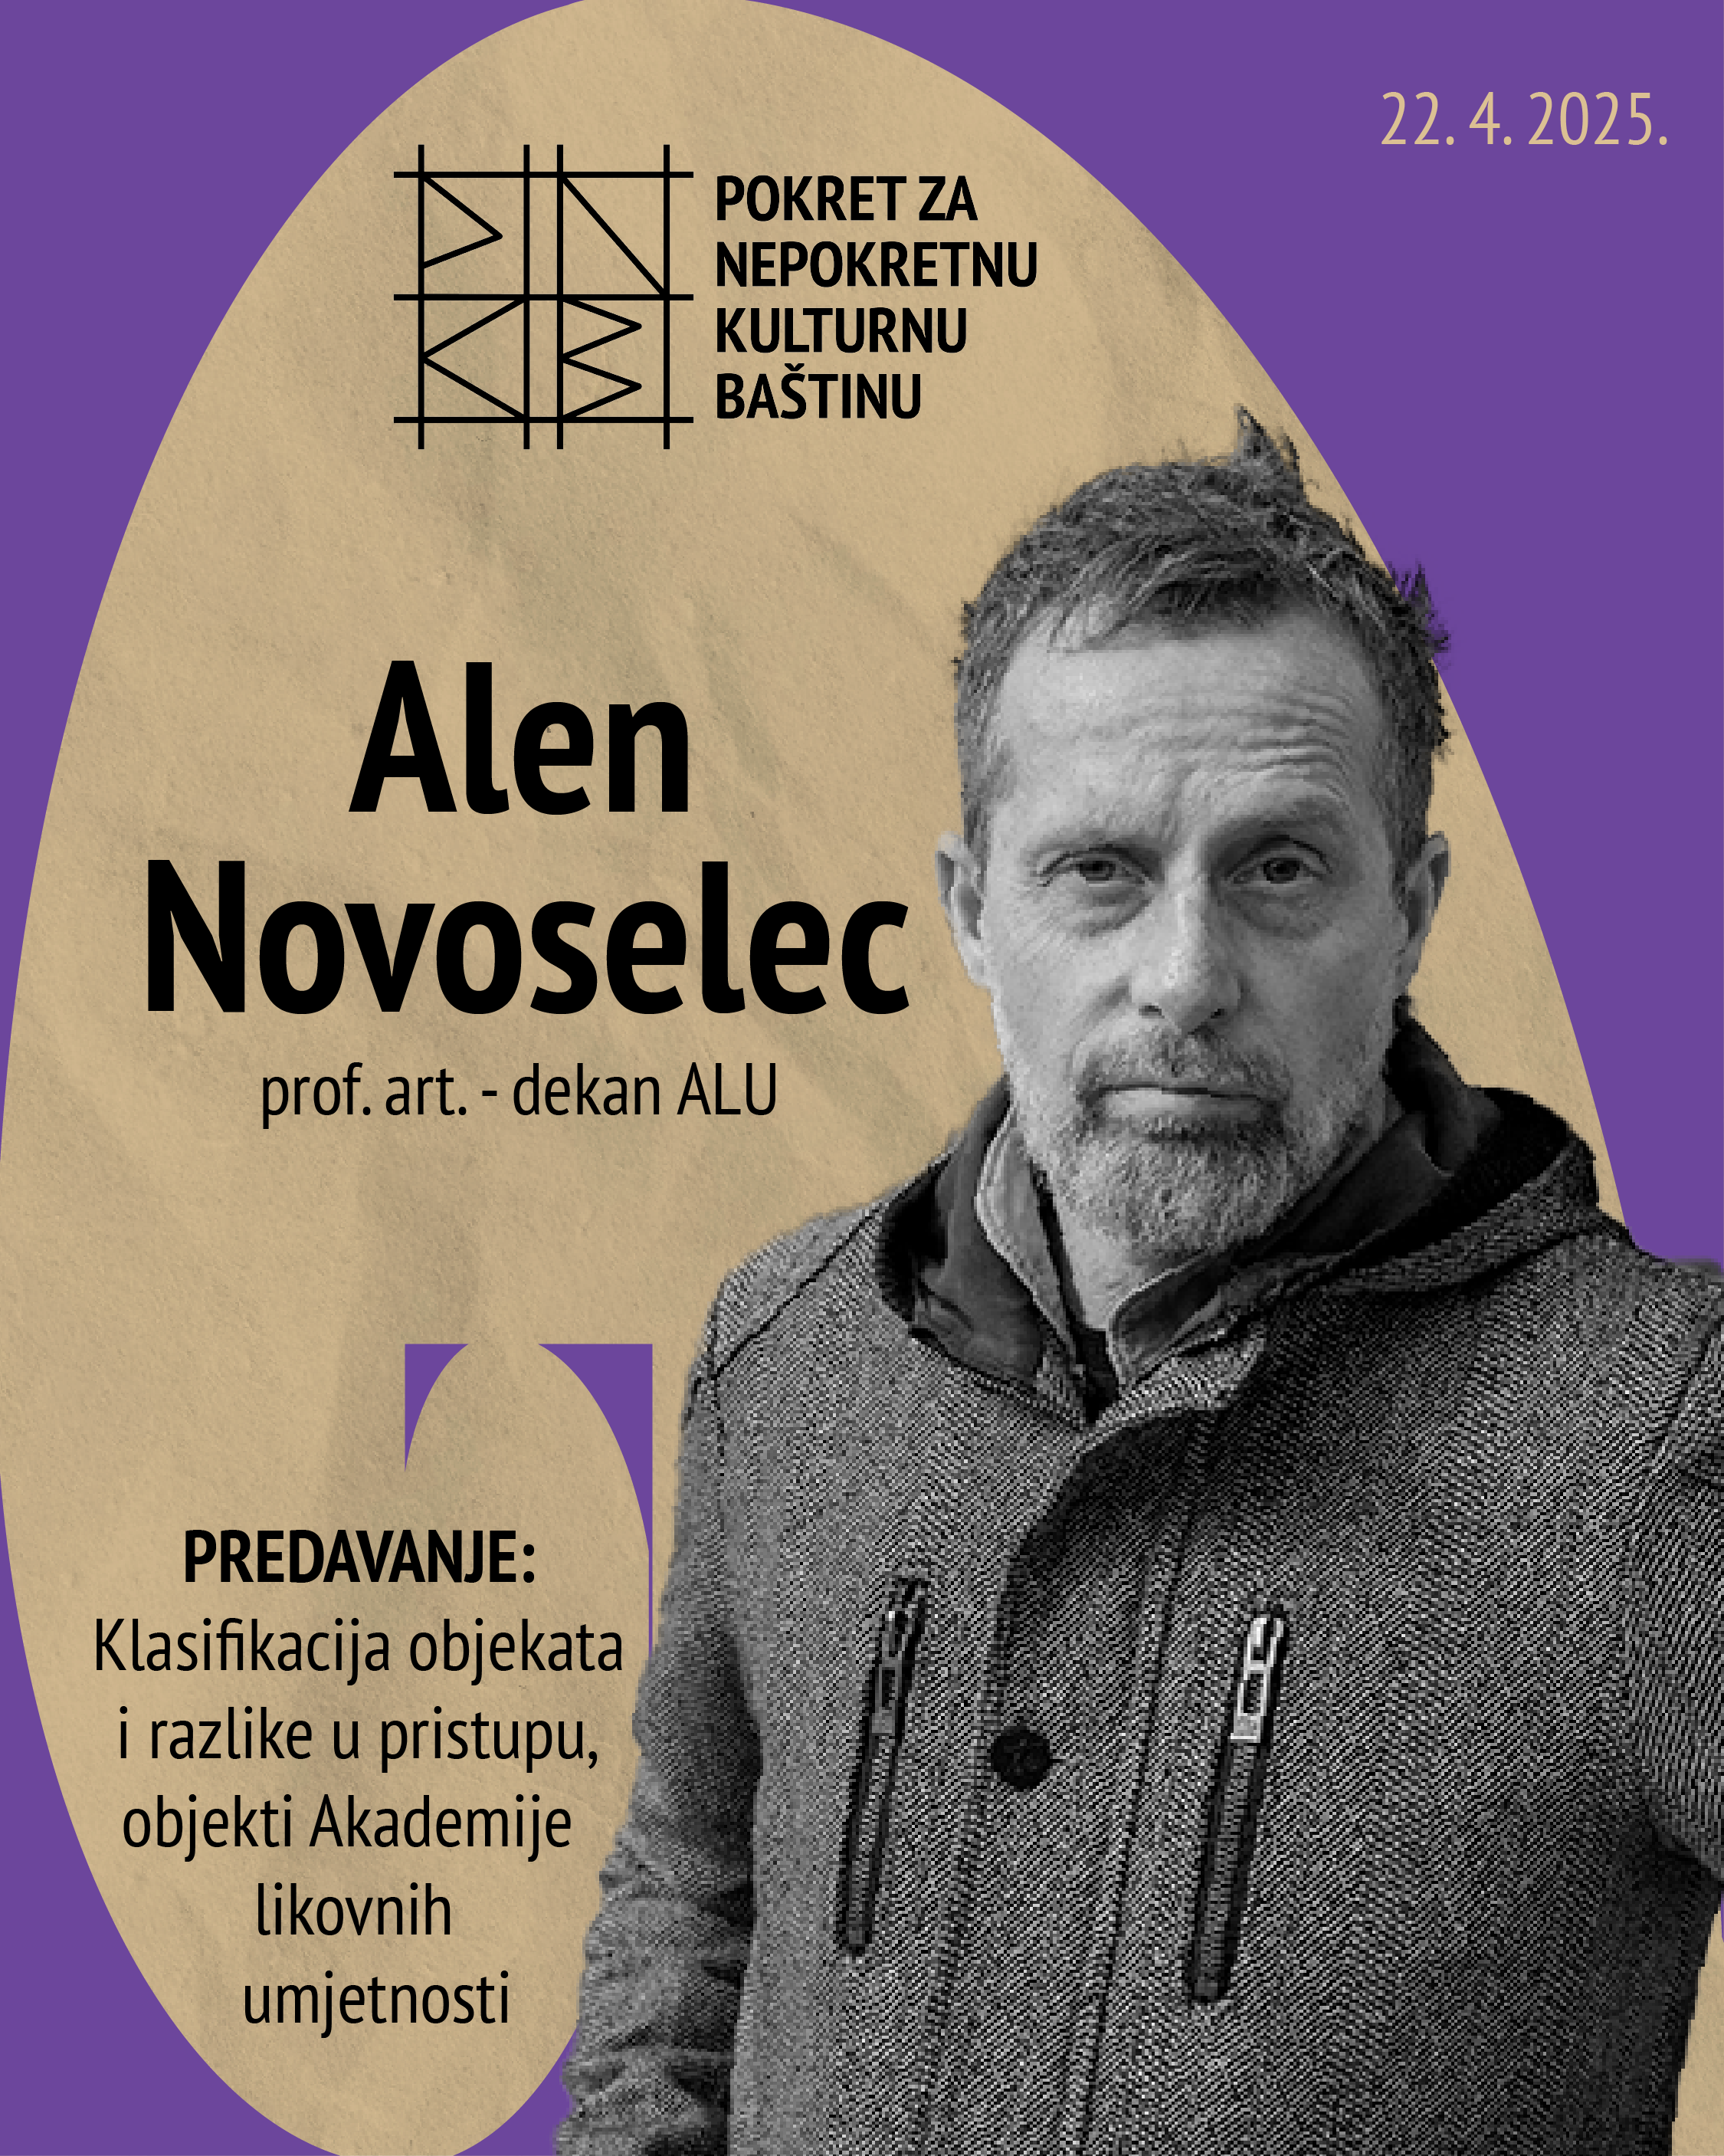 22. 4. 2025.
POKRET ZA
NEPOKRETNU
KULTURNU
BAŠTINU
Alen
Novoselec
prof. art. - dekan ALU
PREDAVANJE:
Klasifikacija objekata
i razlike u pristupu,
objekti Akademije
likovnih
umjetnosti